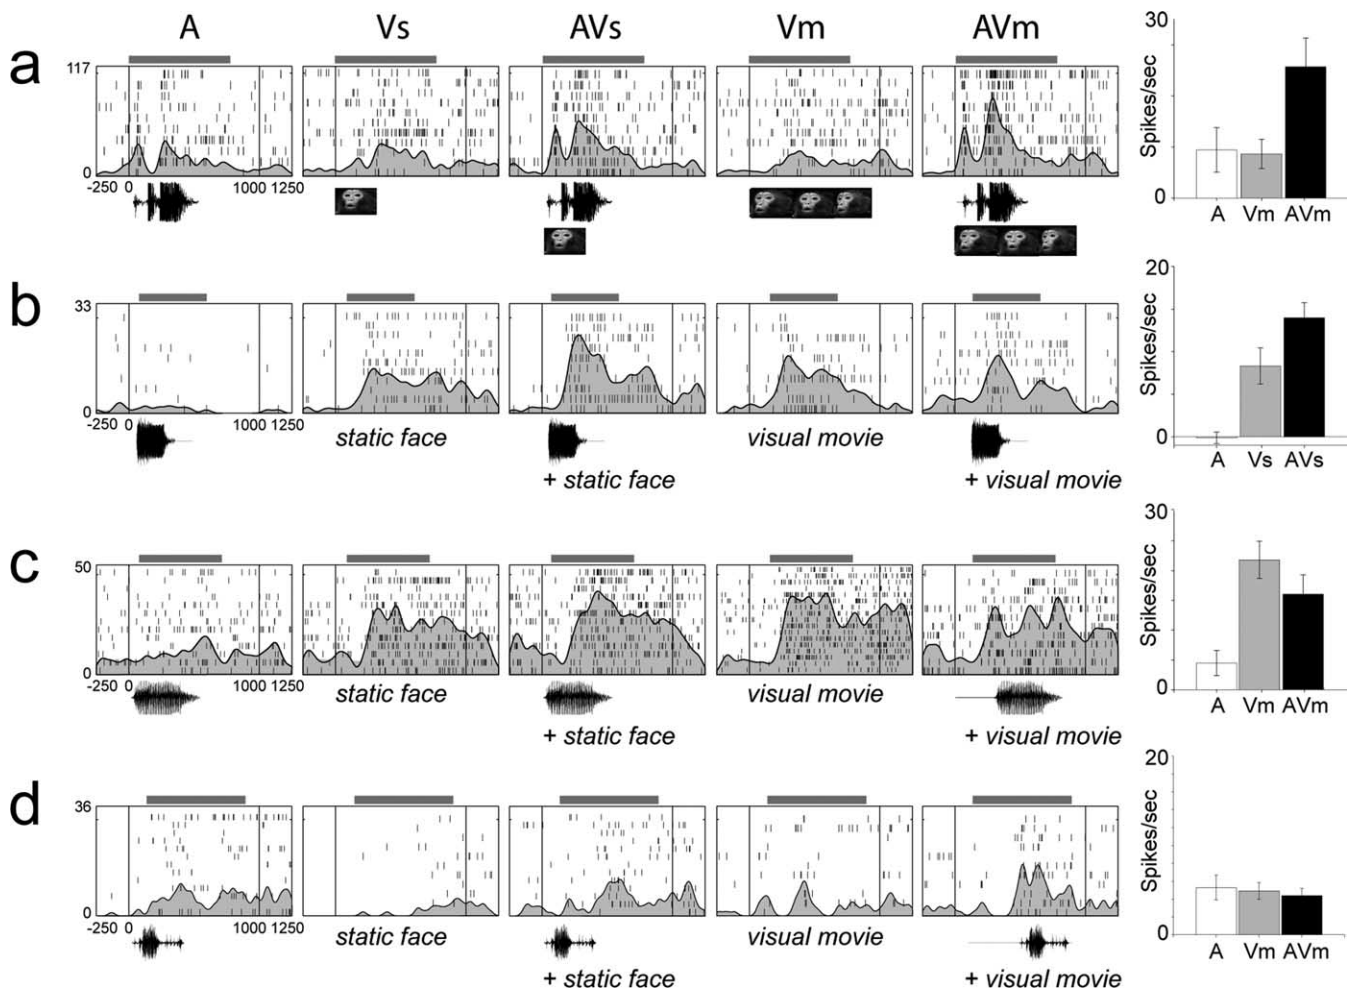 A Vs AVs Vm AVm
a
117
0
-250 0 1000 1250
30
Spikes/sec
0
A Vm AVm
b
33
0
-250 0 1000 1250
static face
+ static face
visual movie
+ visual movie
20
Spikes/sec
0
A Vs AVs
c
50
0
-250 0 1000 1250
static face
+ static face
visual movie
+ visual movie
30
Spikes/sec
0
A Vm AVm
d
36
0
-250 0 1000 1250
static face
+ static face
visual movie
+ visual movie
20
Spikes/sec
0
A Vm AVm